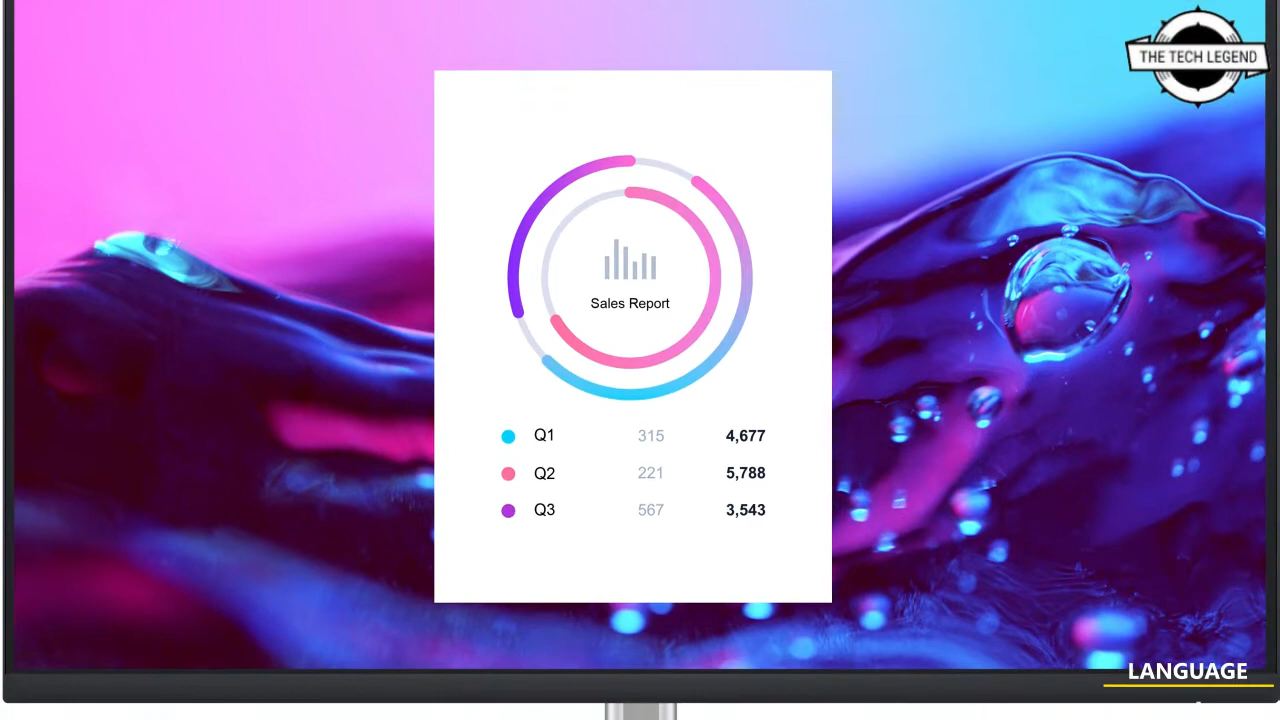 THE TECH LEGEND
Sales Report
Q1 315 4,677
Q2 221 5,788
Q3 567 3,543
LANGUAGE